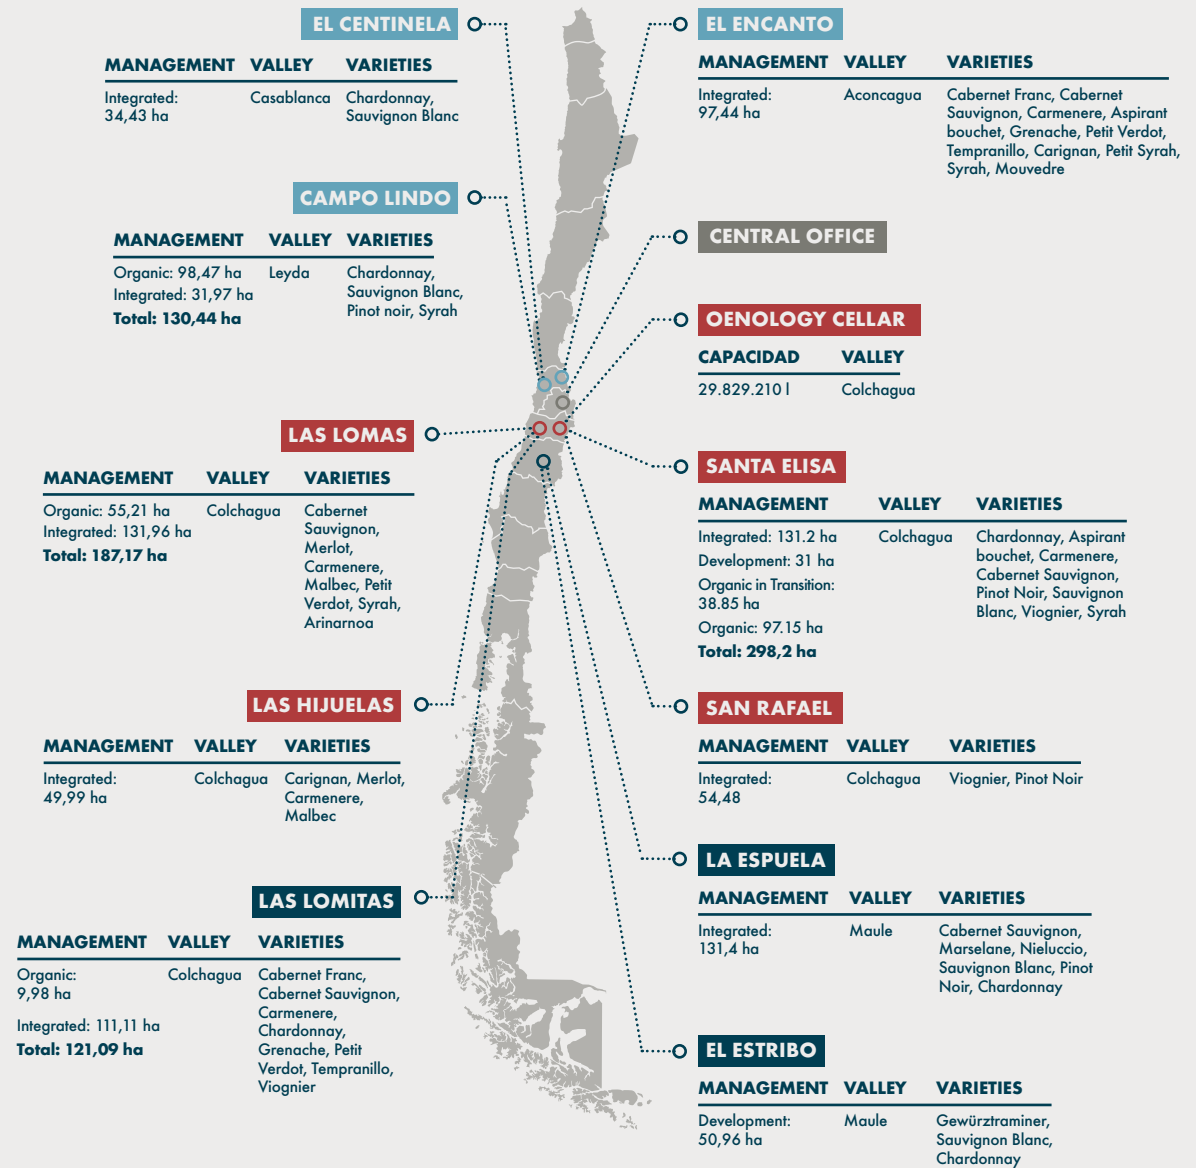 EL CENTINELA
MANAGEMENT VALLEY VARIETIES
Integrated: Casablanca Chardonnay,
34,43 ha Sauvignon Blanc
CAMPO LINDO
MANAGEMENT VALLEY VARIETIES
Organic: 98,47 ha Leyda Chardonnay,
Integrated: 31,97 ha Sauvignon Blanc,
Total: 130,44 ha Pinot noir, Syrah
LAS LOMAS
MANAGEMENT VALLEY VARIETIES
Organic: 55,21 ha Colchagua Cabernet
Integrated: 131,96 ha Sauvignon,
Total: 187,17 ha Merlot,
Carmenere,
Malbec, Petit
Verdot, Syrah,
Arinarnoa
LAS HIJUELAS
MANAGEMENT VALLEY VARIETIES
Integrated: Colchagua Carignan, Merlot,
49,99 ha Carmenere,
Malbec
LAS LOMITAS
MANAGEMENT VALLEY VARIETIES
Organic: Colchagua Cabernet Franc,
9,98 ha Cabernet Sauvignon,
Carmenere,
Integrated: 111,11 ha Chardonnay,
Total: 121,09 ha Grenache, Petit
Verdot, Tempranillo,
Viognier
EL ENCANTO
MANAGEMENT VALLEY VARIETIES
Integrated: Aconcagua Cabernet Franc, Cabernet
97,44 ha Sauvignon, Carmenere, Aspirant
bouchet, Grenache, Petit Verdot,
Tempranillo, Carignan, Petit Syrah,
Syrah, Mouvedre
CENTRAL OFFICE
OENOLOGY CELLAR
CAPACIDAD VALLEY
29.829.210 l Colchagua
SANTA ELISA
MANAGEMENT VALLEY VARIETIES
Integrated: 131.2 ha Colchagua Chardonnay, Aspirant
Development: 31 ha bouchet, Carmenere,
Organic in Transition: Cabernet Sauvignon,
38.85 ha Pinot Noir, Sauvignon
Organic: 97.15 ha Blanc, Viognier, Syrah
Total: 298,2 ha
SAN RAFAEL
MANAGEMENT VALLEY VARIETIES
Integrated: Colchagua Viognier, Pinot Noir
54,48
LA ESPUELA
MANAGEMENT VALLEY VARIETIES
Integrated: Maule Cabernet Sauvignon,
131,4 ha Marselane, Nieluccio,
Sauvignon Blanc, Pinot
Noir, Chardonnay
EL ESTRIBO
MANAGEMENT VALLEY VARIETIES
Development: Maule Gewürztraminer,
50,96 ha Sauvignon Blanc,
Chardonnay